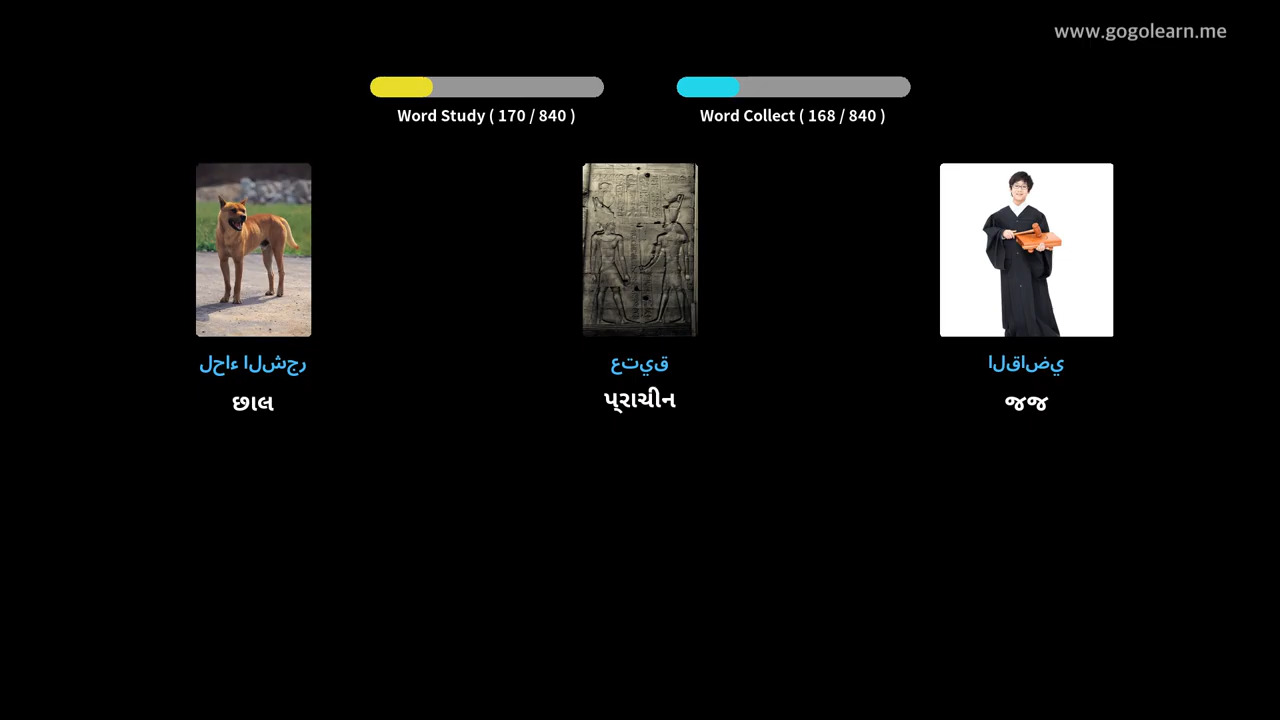 www.gogolearn.me
Word Study ( 170 / 840 )
Word Collect ( 168 / 840 )
لحاء الشجر
છાલ
عتيق
પ્રાચીન
القاضي
જજ